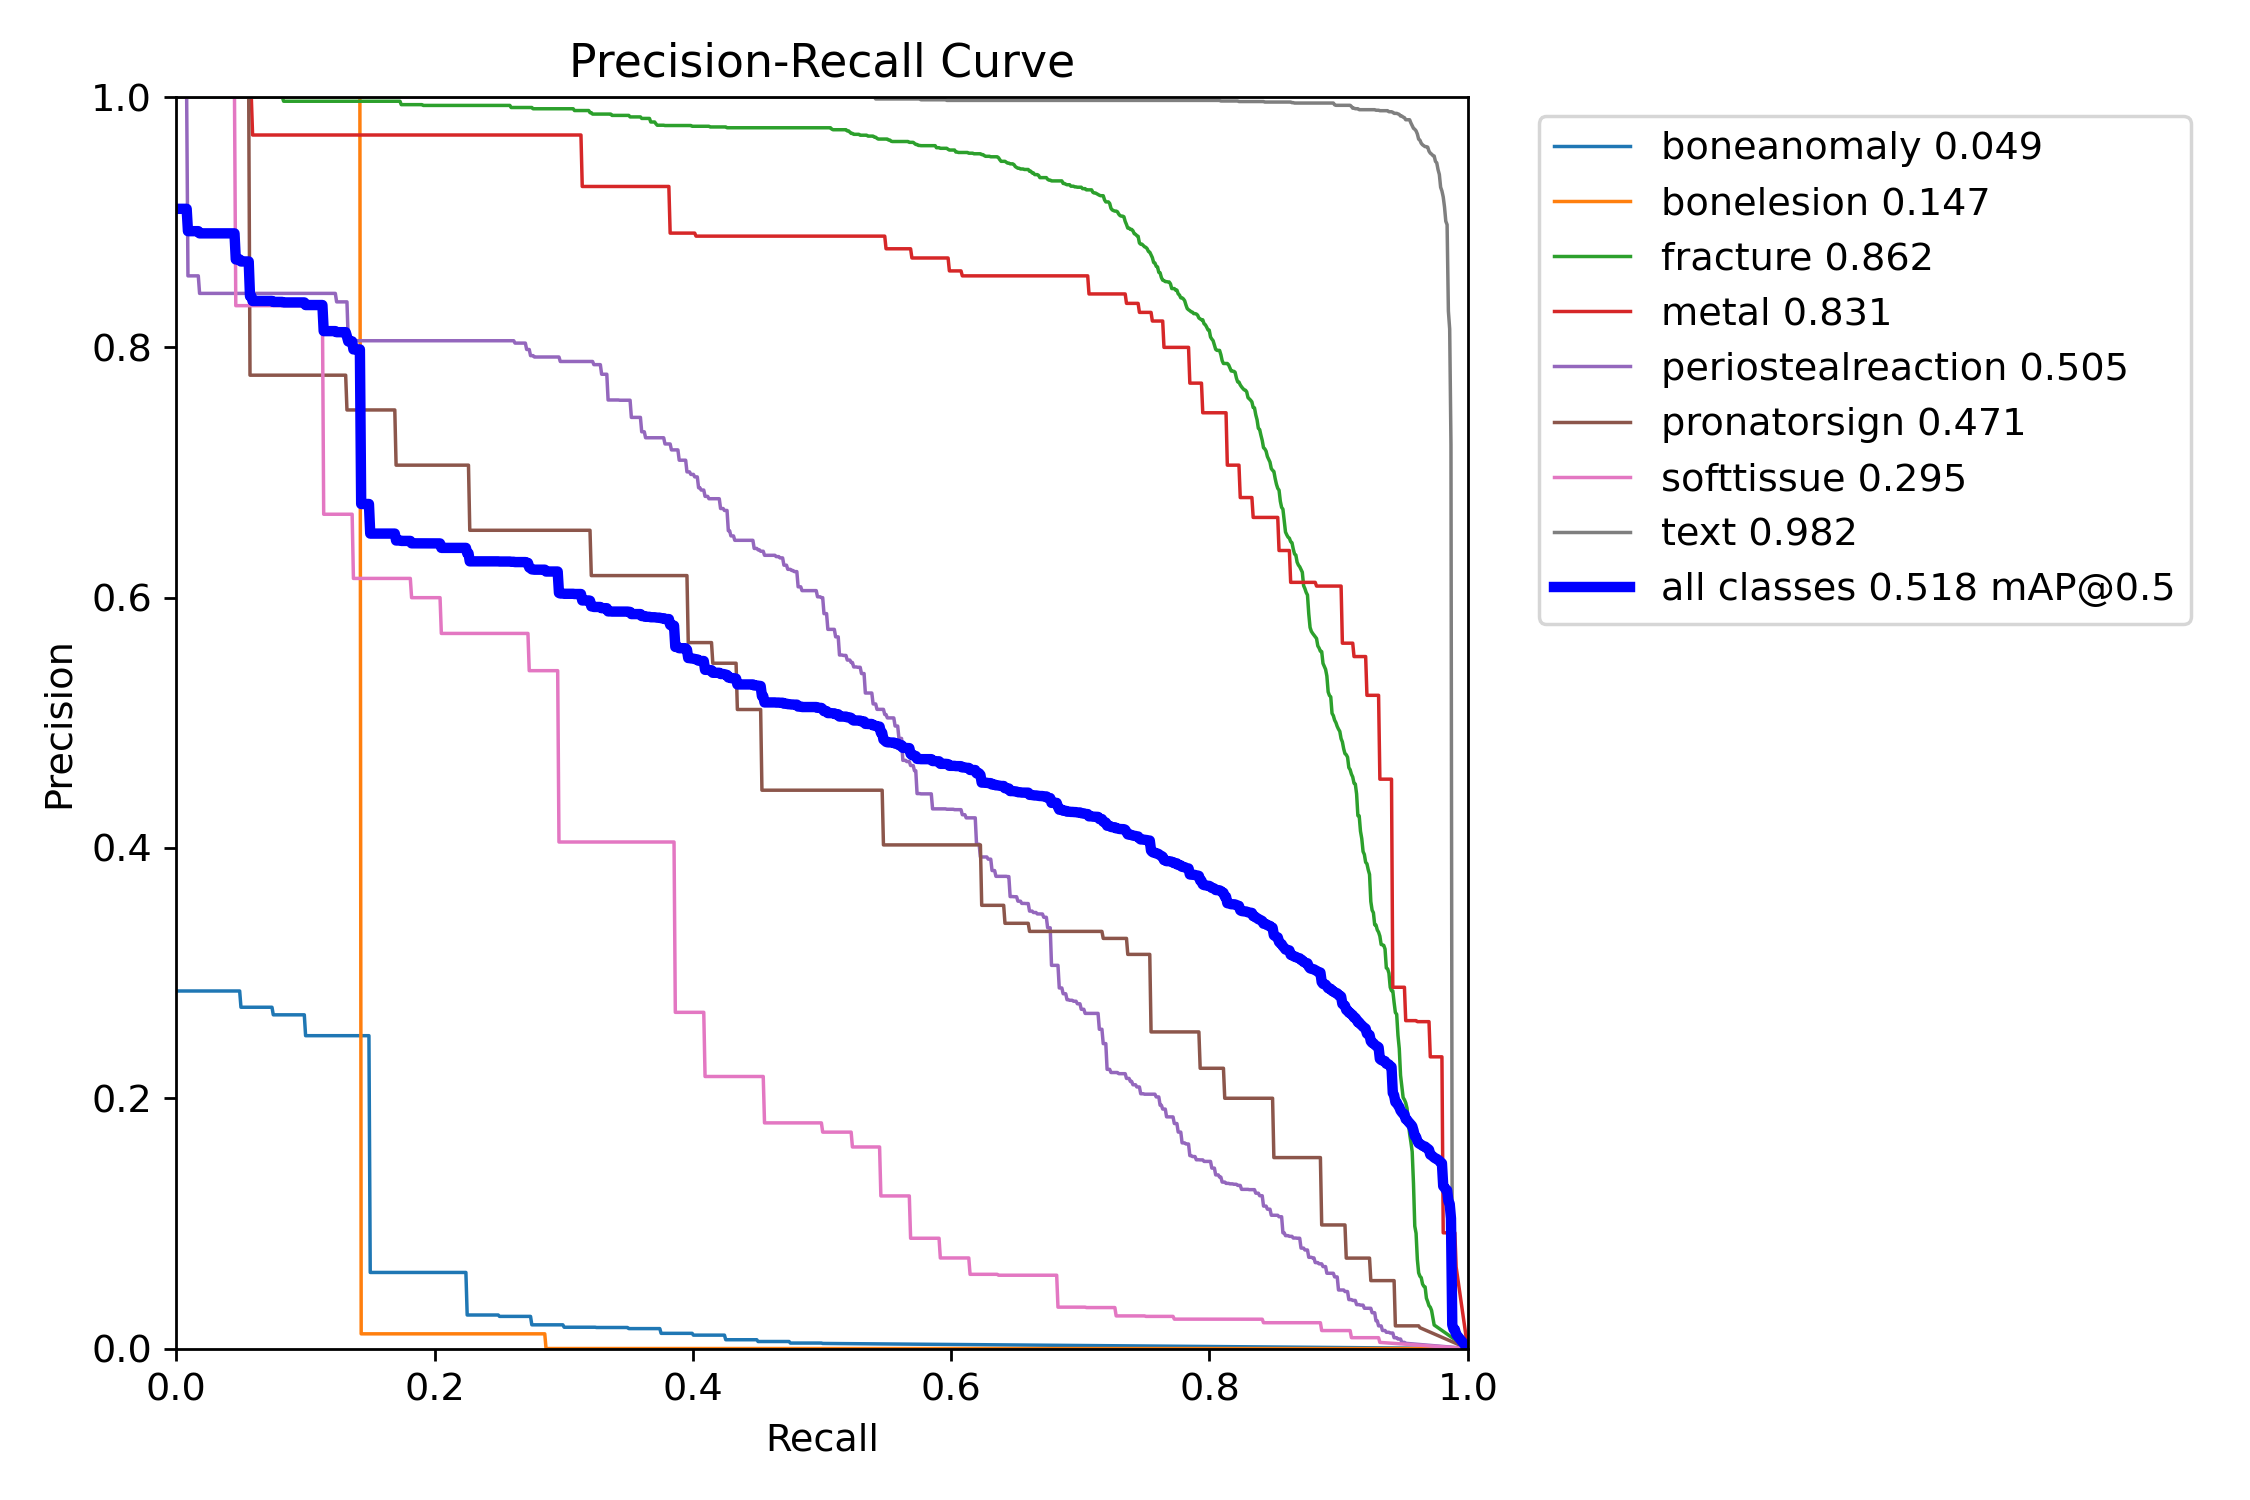 Precision-Recall Curve
1.0
0.8
0.6
0.4
0.2
0.0
Precision
0.0 0.2 0.4 0.6 0.8 1.0
Recall
boneanomaly 0.049
bonelesion 0.147
fracture 0.862
metal 0.831
periostealreaction 0.505
pronatorsign 0.471
softtissue 0.295
text 0.982
all classes 0.518 mAP@0.5